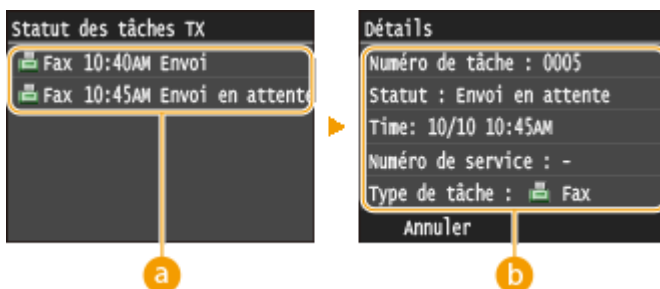 Statut des tâches TX
Fax 10:40AM Envoi
Fax 10:45AM Envoi en attente
a
Détails
Numéro de tâche : 0005
Statut : Envoi en attente
Time: 10/10 10:45AM
Numéro de service : -
Type de tâche : Fax
Annuler
b